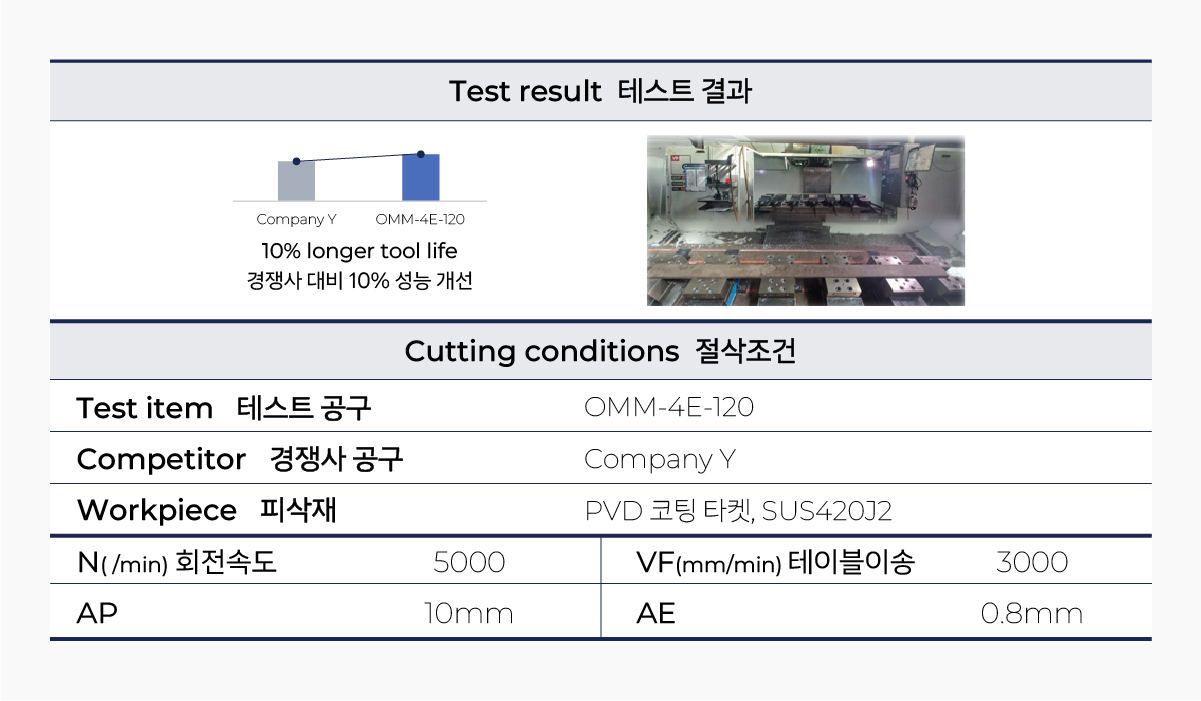 Test result 테스트 결과
Company Y
OMM-4E-120
10% longer tool life
경쟁사 대비 10% 성능 개선
Cutting conditions 절삭조건
Test item 테스트 공구 OMM-4E-120
Competitor 경쟁사 공구 Company Y
Workpiece 피삭재 PVD 코팅 타켓, SUS420J2
N( /min) 회전속도 5000 VF(mm/min) 테이블이송 3000
AP 10mm AE 0.8mm